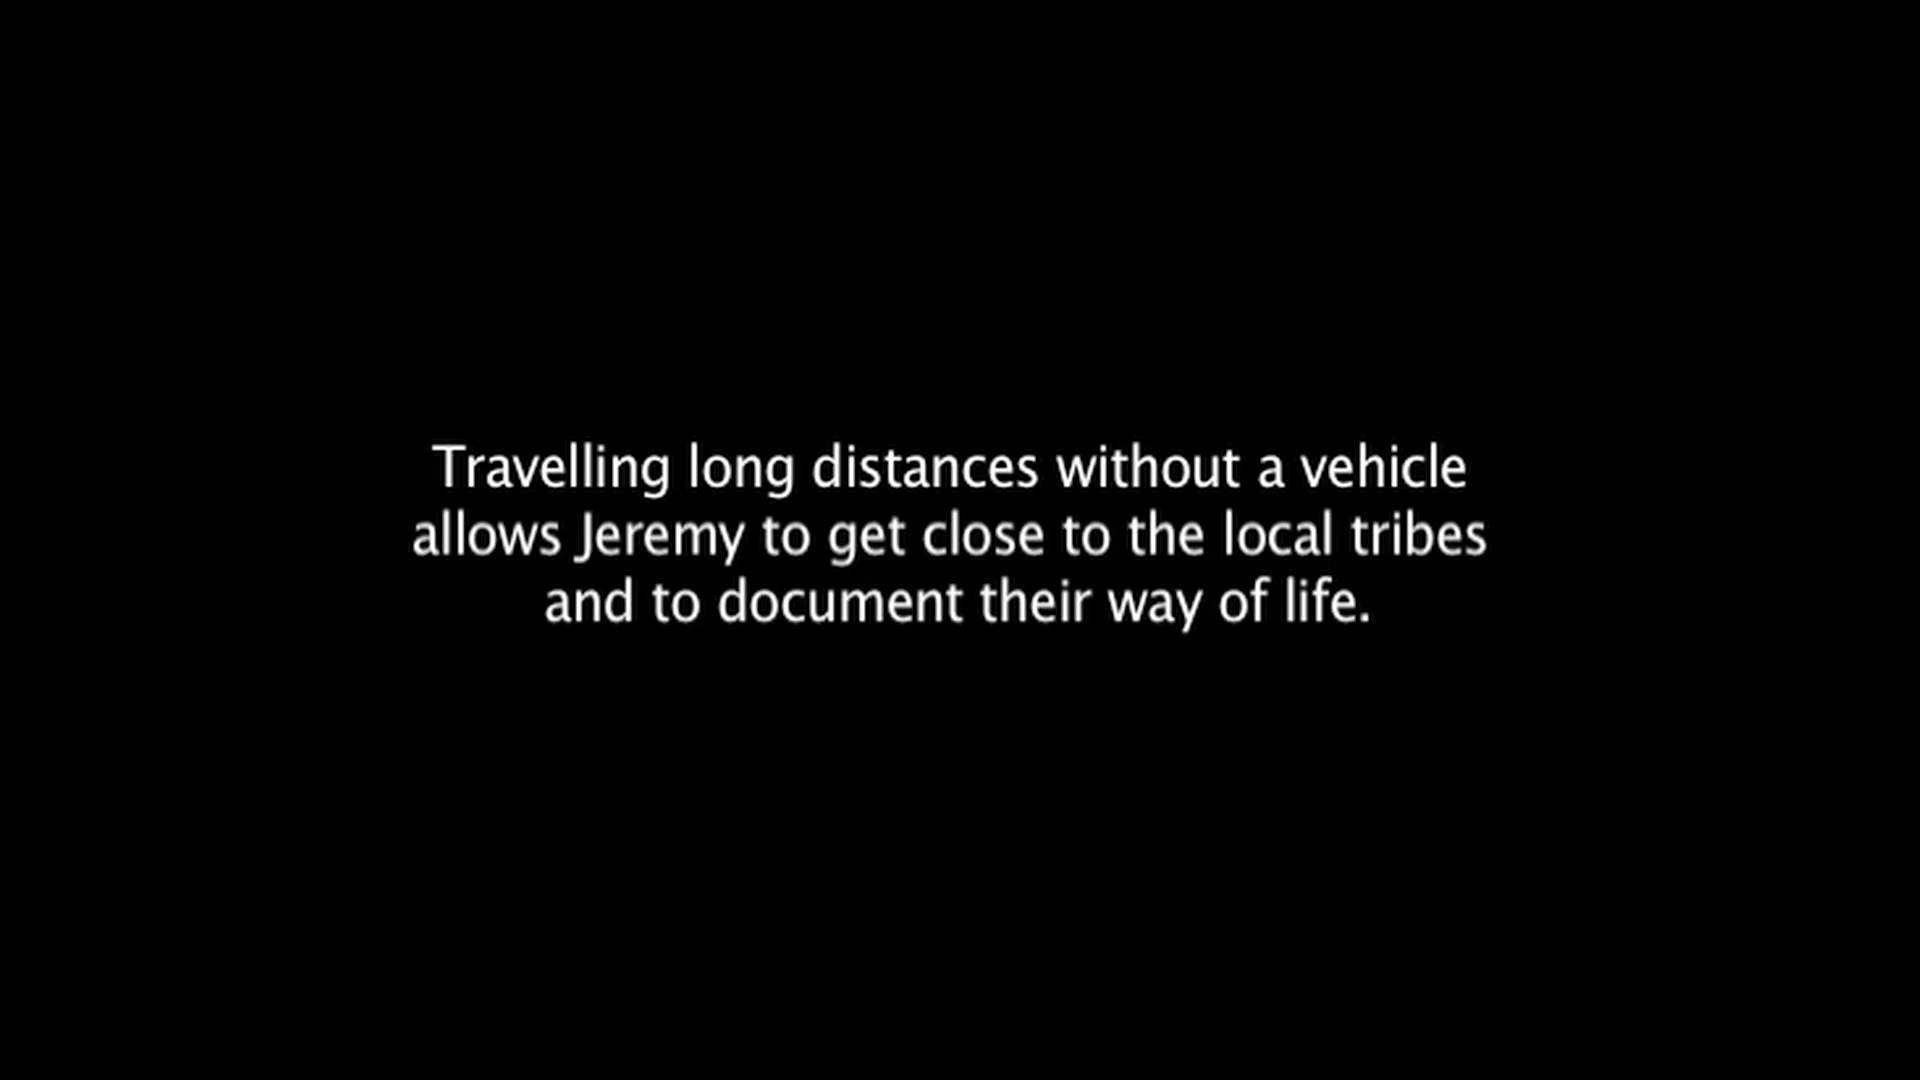 Travelling long distances without a vehicle
allows Jeremy to get close to the local tribes
and to document their way of life.